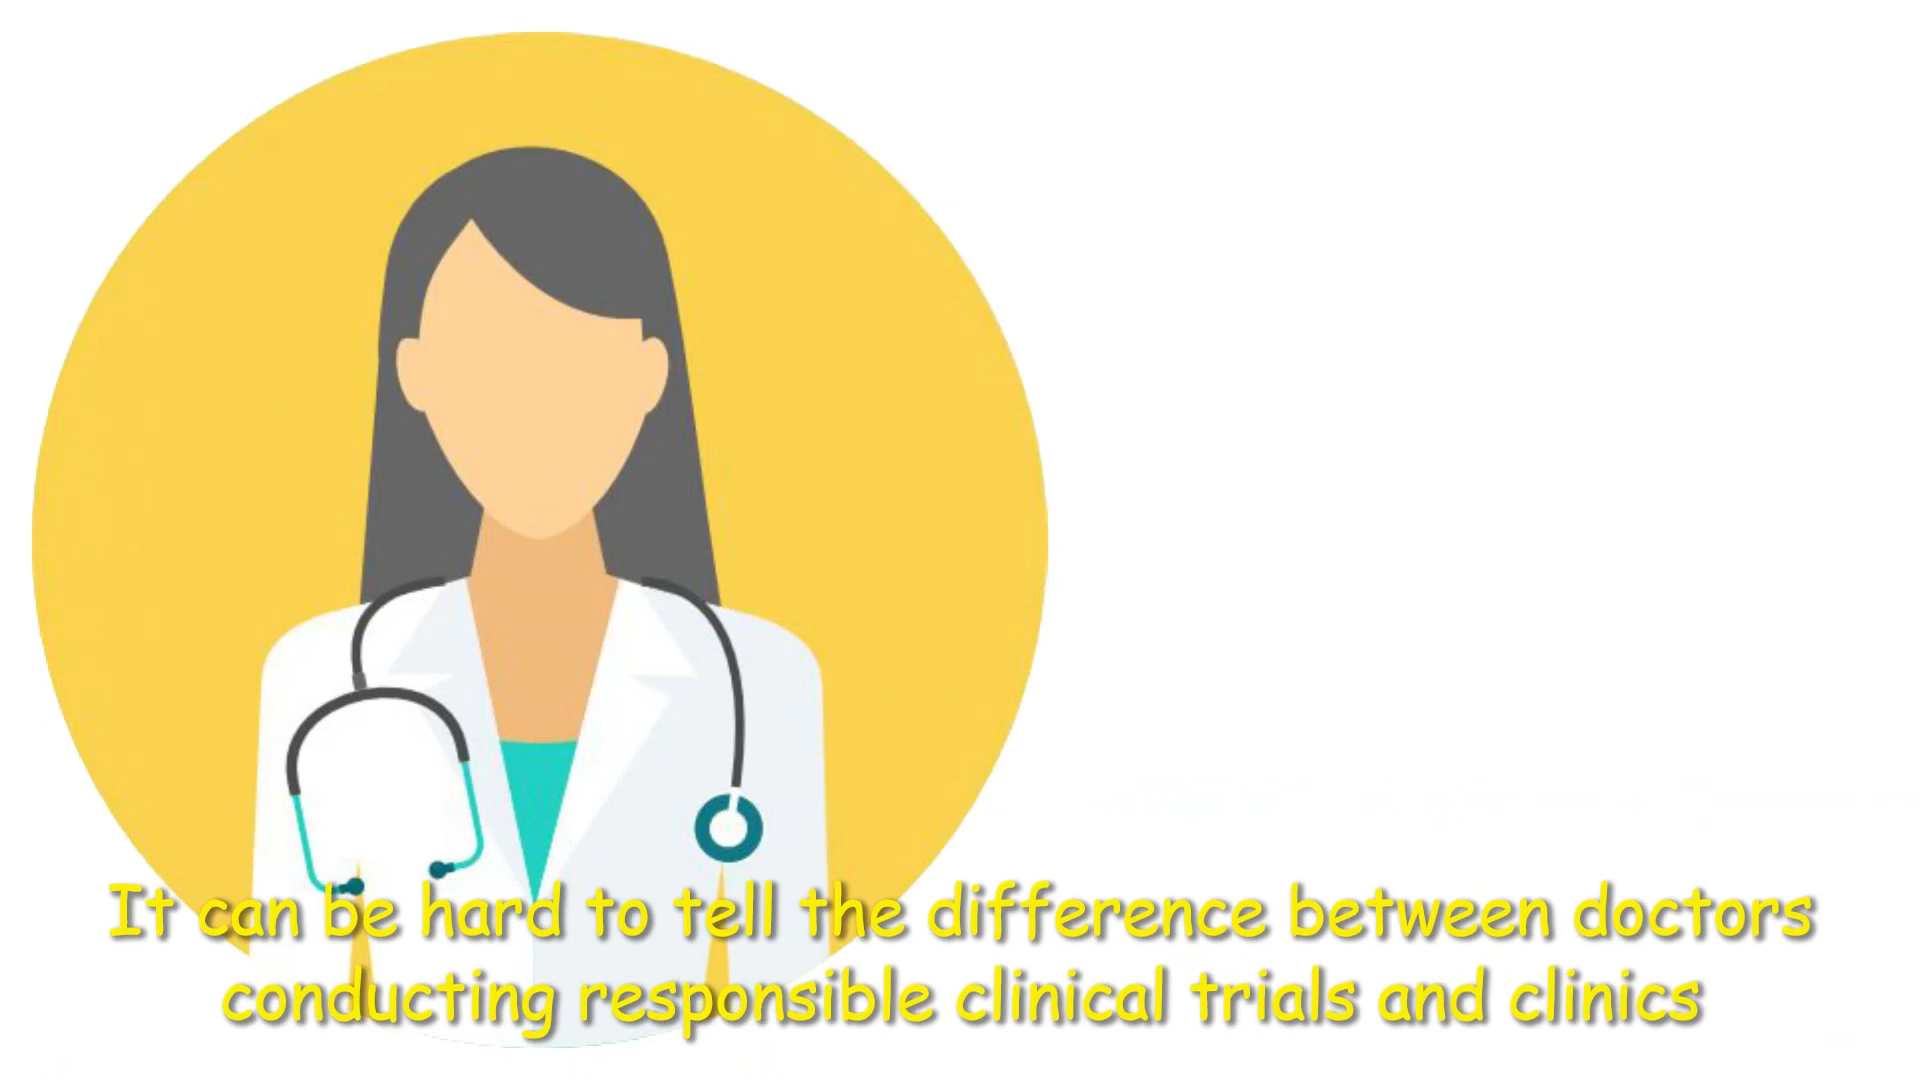 It can be hard to tell the difference between doctors
conducting responsible clinical trials and clinics